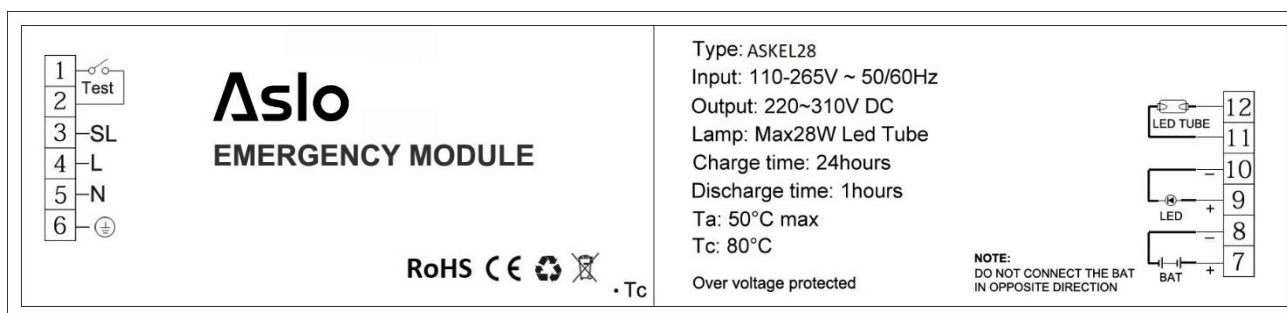 1
Test
2
3 SL
4 L
5 N
6
Aslo
EMERGENCY MODULE
RoHS CE
• Tc
Type: ASKEL28
Input: 110-265V ~ 50/60Hz
Output: 220~310V DC
Lamp: Max28W Led Tube
Charge time: 24hours
Discharge time: 1hours
Ta: 50°C max
Tc: 80°C
Over voltage protected
NOTE:
DO NOT CONNECT THE BAT
IN OPPOSITE DIRECTION
12
LED TUBE
11
– 10
+ 9
LED
– 8
+ 7
BAT